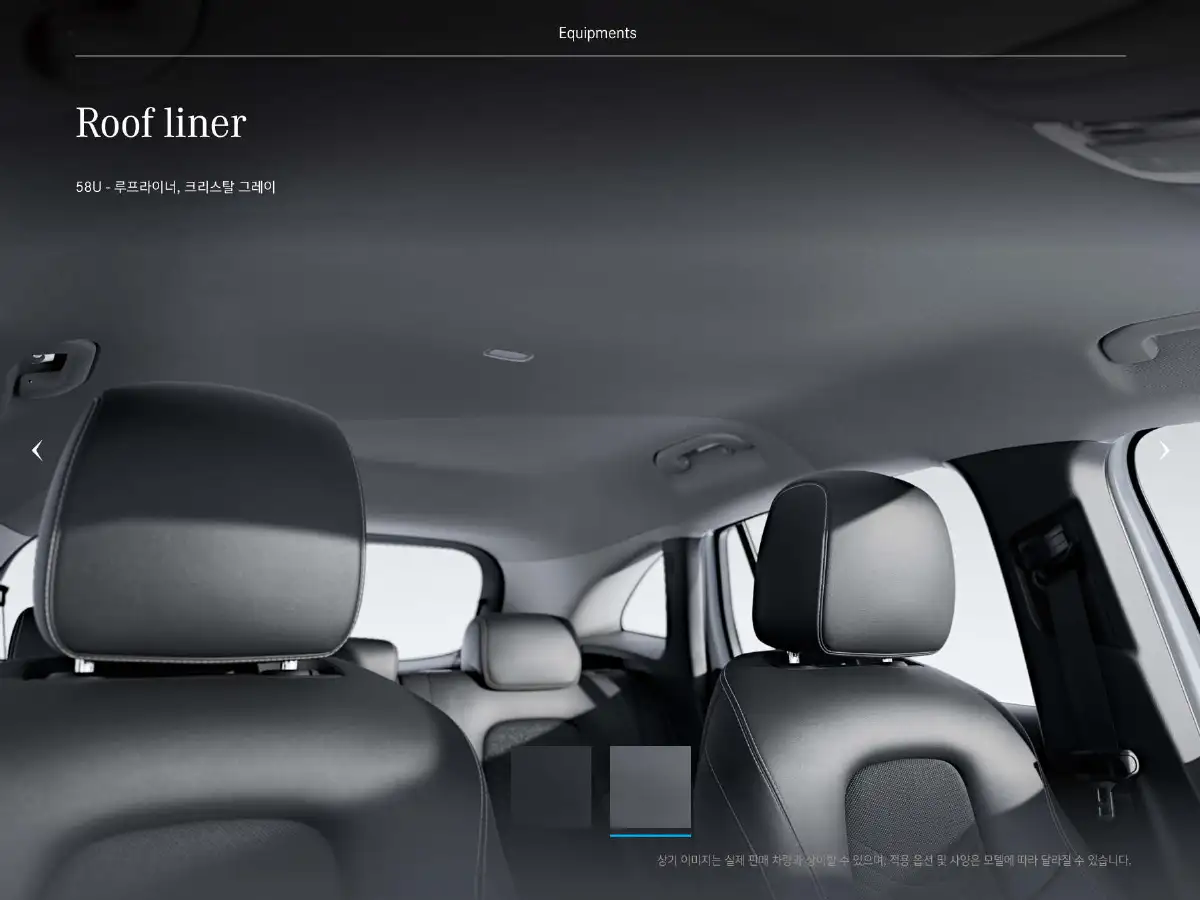 Equipments
Roof liner
58U - 루프라이너, 크리스탈 그레이
상기 이미지는 실제 판매 차량과 상이할 수 있으며, 적용 옵션 및 사양은 모델에 따라 달라질 수 있습니다.